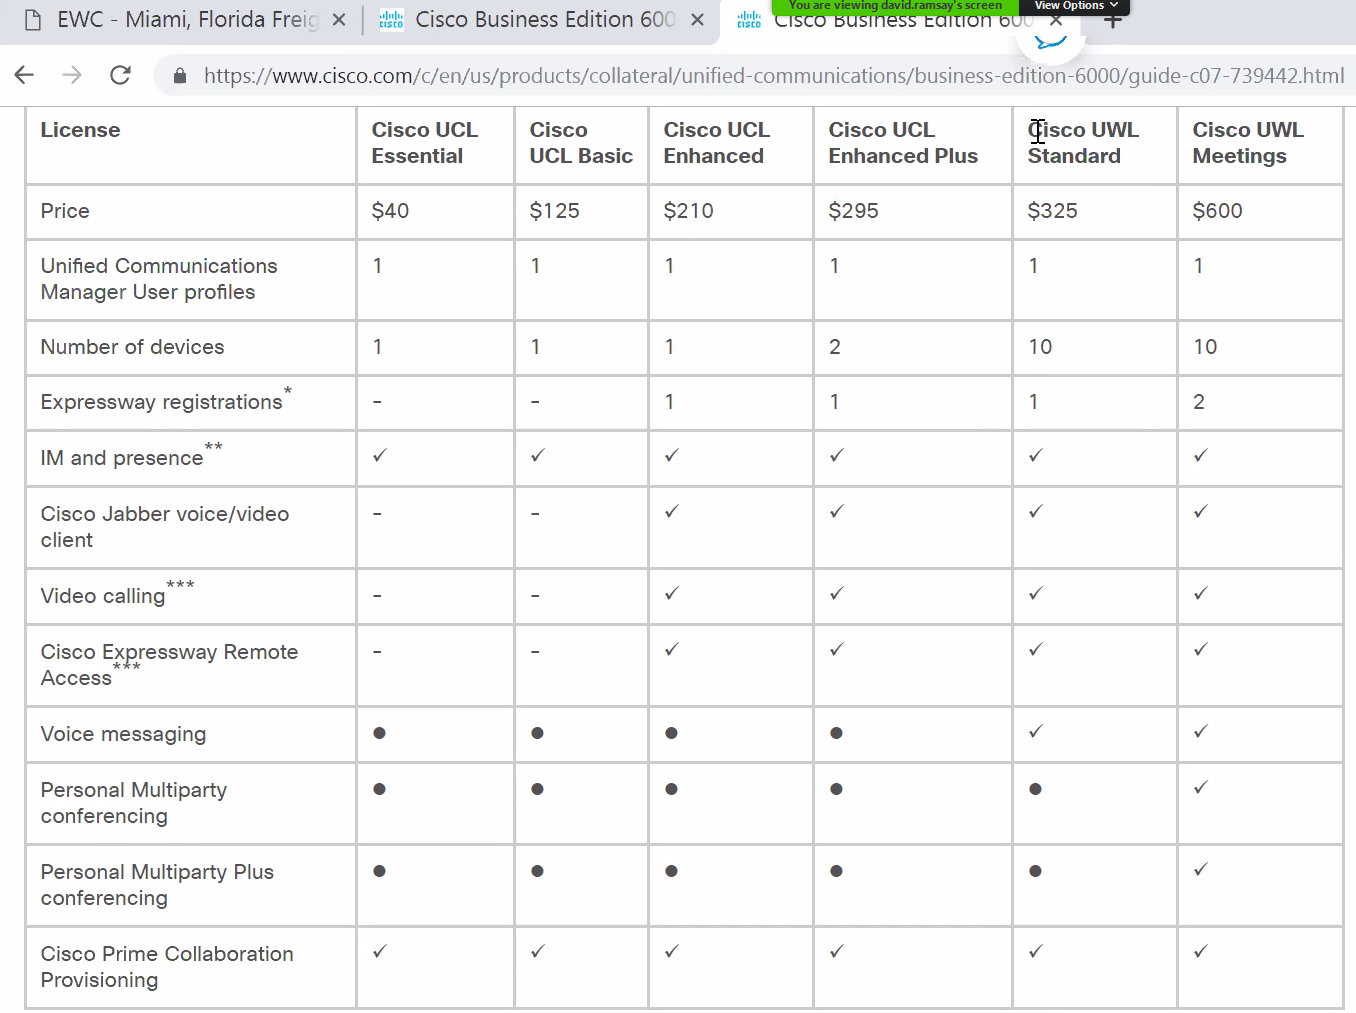 You are viewing david.ramsay's screen
View Options
EWC - Miami, Florida Freig
Cisco Business Edition 600
Cisco Business Edition 600
https://www.cisco.com/c/en/us/products/collateral/unified-communications/business-edition-6000/guide-c07-739442.html
License Cisco UCL Essential Cisco UCL Basic Cisco UCL Enhanced Cisco UCL Enhanced Plus Cisco UWL Standard Cisco UWL Meetings
Price $40 $125 $210 $295 $325 $600
Unified Communications Manager User profiles 1 1 1 1 1 1
Number of devices 1 1 1 2 10 10
Expressway registrations* - - 1 1 1 2
IM and presence** ✓ ✓ ✓ ✓ ✓ ✓
Cisco Jabber voice/video client - - ✓ ✓ ✓ ✓
Video calling*** - - ✓ ✓ ✓ ✓
Cisco Expressway Remote Access*** - - ✓ ✓ ✓ ✓
Voice messaging ● ● ● ● ✓ ✓
Personal Multiparty conferencing ● ● ● ● ● ✓
Personal Multiparty Plus conferencing ● ● ● ● ● ✓
Cisco Prime Collaboration Provisioning ✓ ✓ ✓ ✓ ✓ ✓